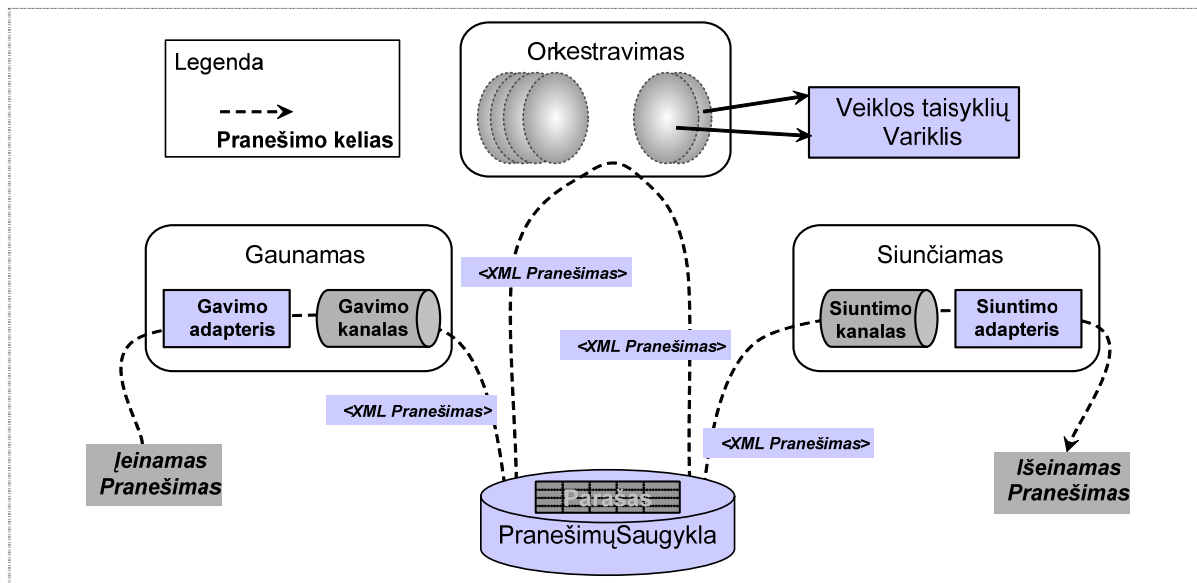 Legenda
Pranešimo kelias
Orkestravimas
Veiklos taisyklių
Variklis
Gaunamas
Gavimo
adapteris
Gavimo
kanalas
Siunčiamas
Siuntimo
kanalas
Siuntimo
adapteris
<XML Pranešimas>
<XML Pranešimas>
<XML Pranešimas>
<XML Pranešimas>
Įeinamas
Pranešimas
Išeinamas
Pranešimas
Parašas
PranešimųSaugykla